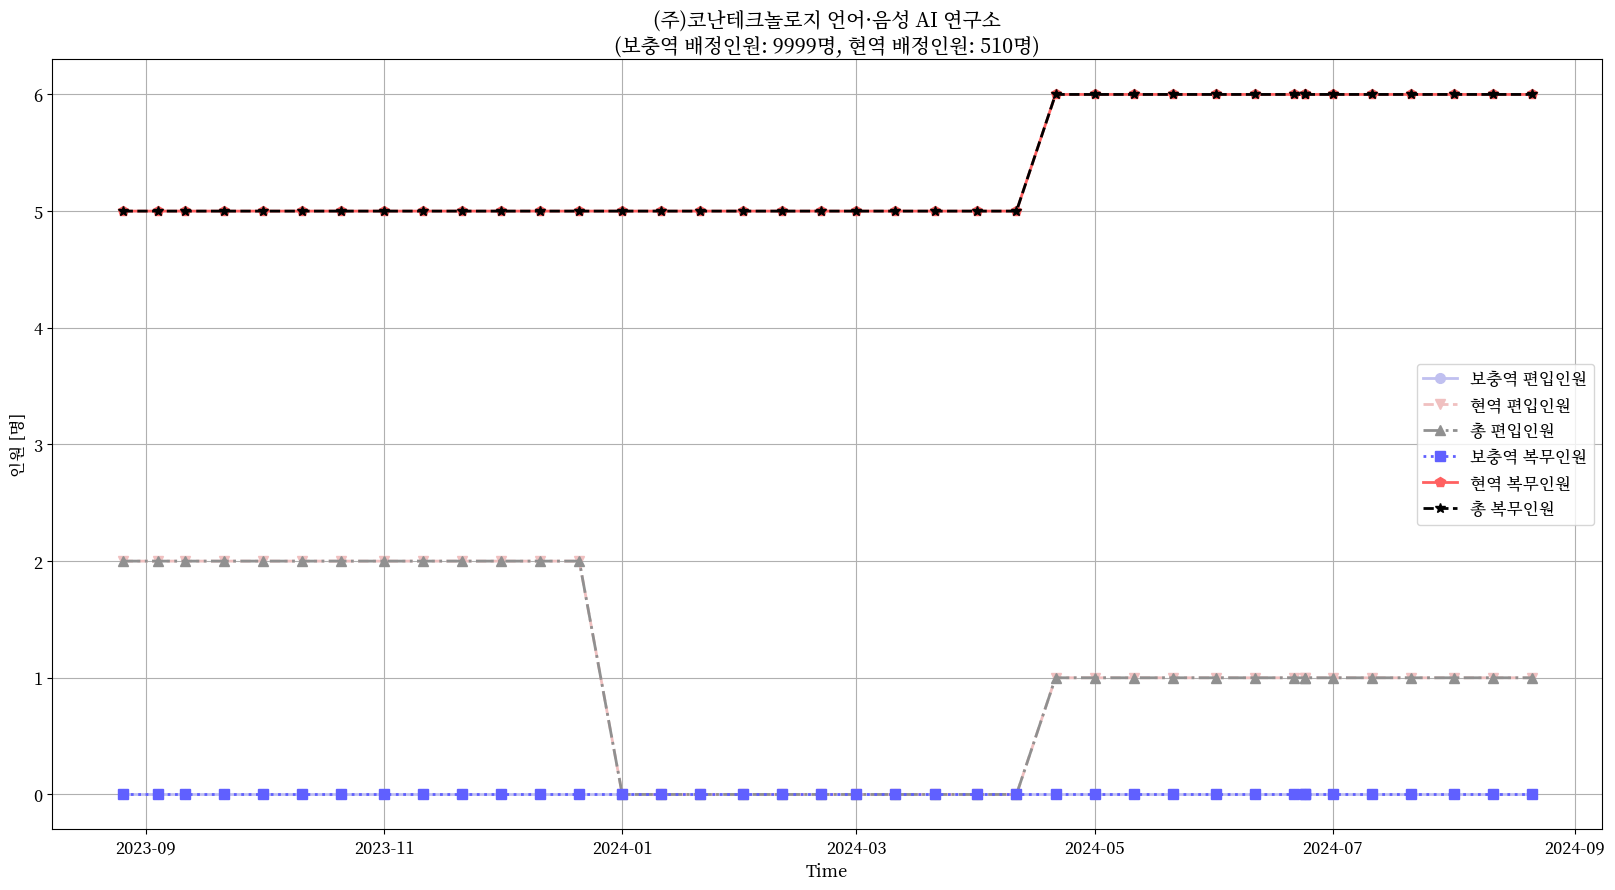 (주)코난테크놀로지 언어·음성 AI 연구소
(보충역 배정인원: 9999명, 현역 배정인원: 510명)
6
5
4
3
2
1
0
인원 [명]
보충역 편입인원
현역 편입인원
총 편입인원
보충역 복무인원
현역 복무인원
총 복무인원
2023-09
2023-11
2024-01
2024-03
2024-05
2024-07
2024-09
Time